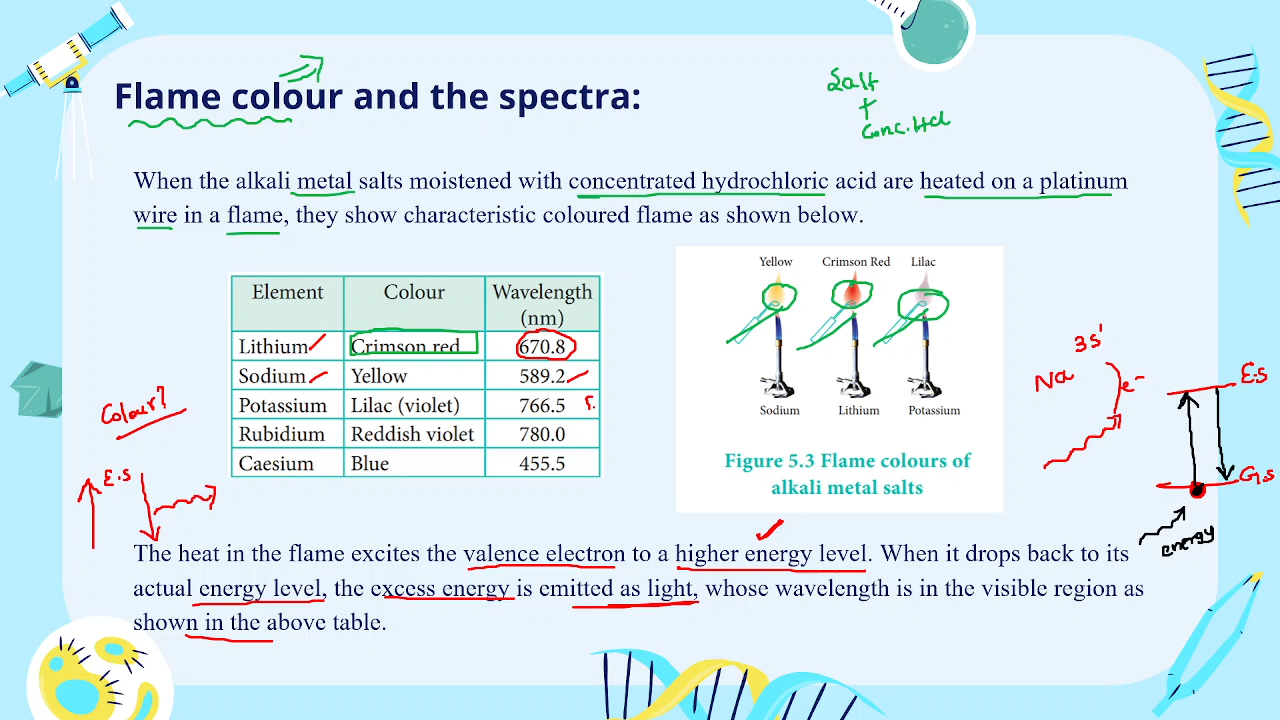 Flame colour and the spectra:
Salt
+
Conc. HCl
When the alkali metal salts moistened with concentrated hydrochloric acid are heated on a platinum
wire in a flame, they show characteristic coloured flame as shown below.
Element Colour Wavelength (nm)
Lithium Crimson red 670.8
Sodium Yellow 589.2
Potassium Lilac (violet) 766.5
Rubidium Reddish violet 780.0
Caesium Blue 455.5
Yellow Crimson Red Lilac
Sodium Lithium Potassium
Figure 5.3 Flame colours of
alkali metal salts
Colour?
E.S
3s¹
Na
e⁻
E.S
G.S
energy
The heat in the flame excites the valence electron to a higher energy level. When it drops back to its
actual energy level, the excess energy is emitted as light, whose wavelength is in the visible region as
shown in the above table.